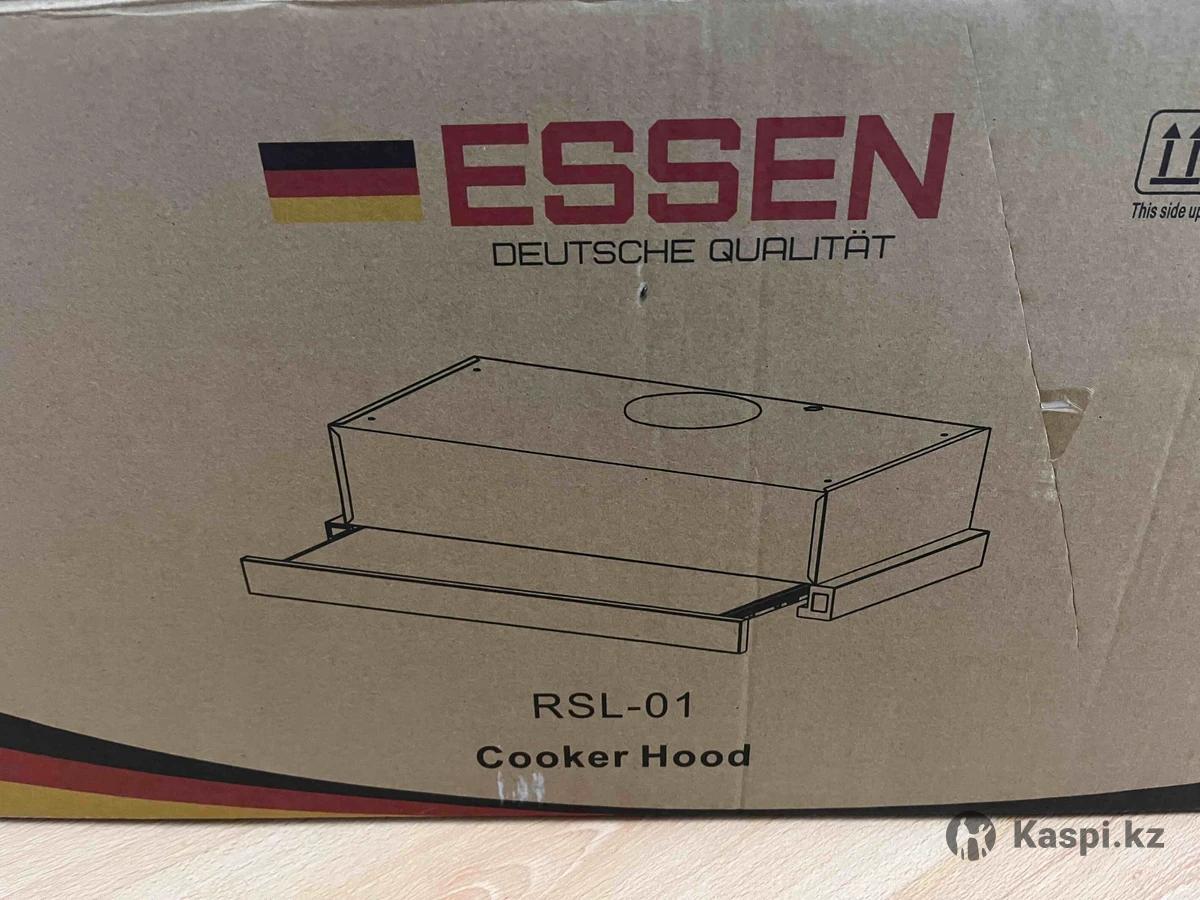 ESSEN
DEUTSCHE QUALITÄT
This side up
RSL-01
Cooker Hood
Kaspi.kz